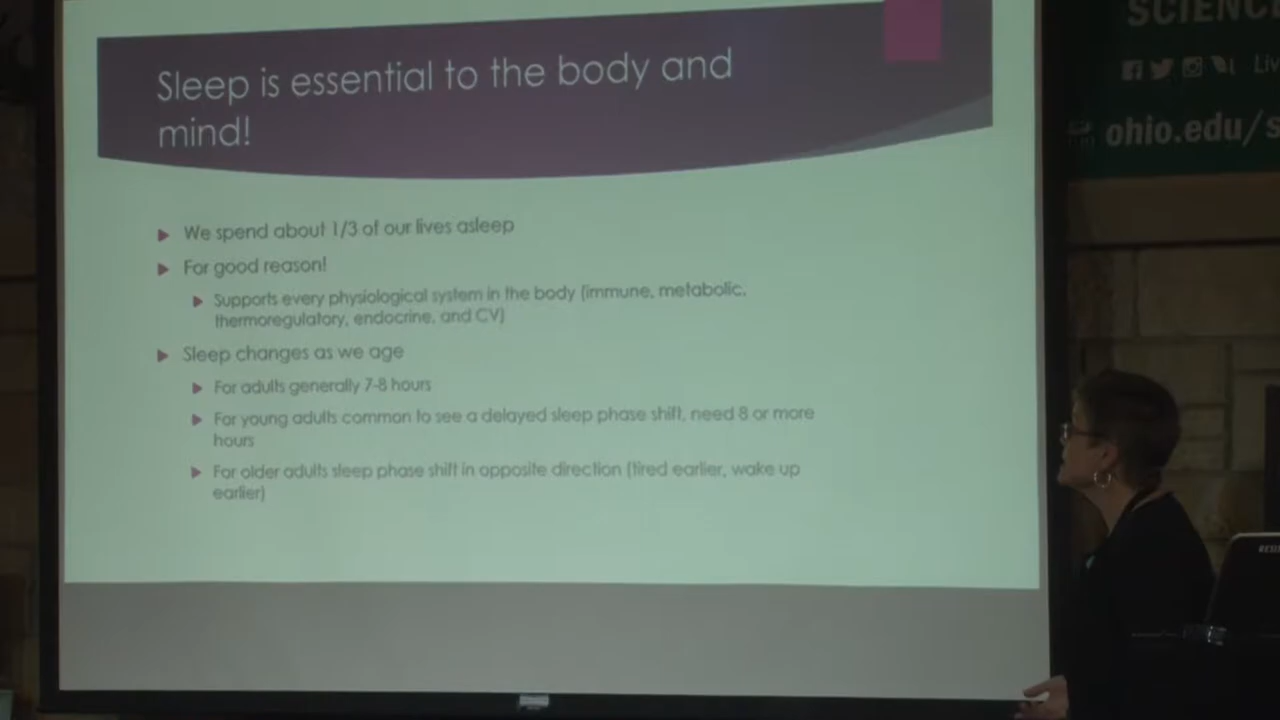 Sleep is essential to the body and
mind!
We spend about 1/3 of our lives asleep
For good reason!
Supports every physiological system in the body (immune, metabolic,
thermoregulatory, endocrine, and CV)
Sleep changes as we age
For adults generally 7-8 hours
For young adults common to see a delayed sleep phase shift, need 8 or more
hours
For older adults sleep phase shift in opposite direction (tired earlier, wake up
earlier)
SCIENC
Liv
ohio.edu/s